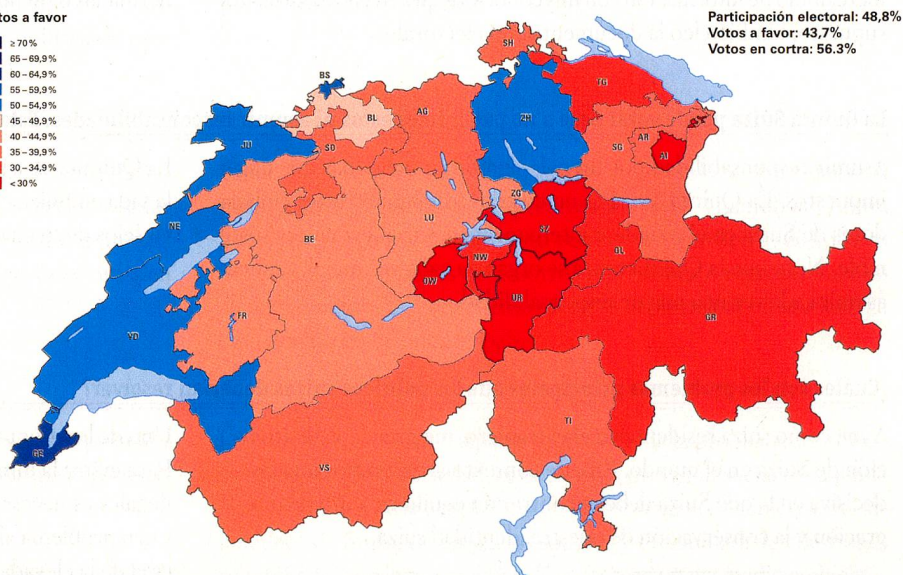 tos a favor
≥70%
65–69,9%
60–64,9%
55–59,9%
50–54,9%
45–49,9%
40–44,9%
35–39,9%
30–34,9%
<30%
Participación electoral: 48,8%
Votos a favor: 43,7%
Votos en cortra: 56.3%
SH
BS
TG
BL
AG
ZH
JU
SO
AR
SG
AI
ZG
LU
NE
BE
SZ
GL
NW
OW
UR
FR
GR
VD
TI
GE
VS